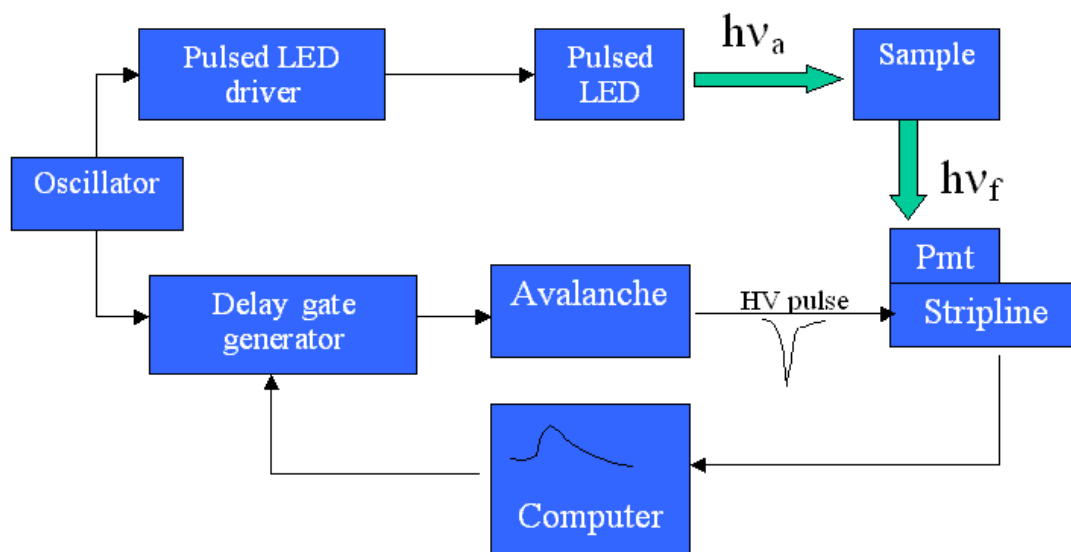 Pulsed LED
driver
Pulsed
LED
hνa
Sample
Oscillator
hνf
Delay gate
generator
Avalanche
HV pulse
Pmt
Stripline
Computer